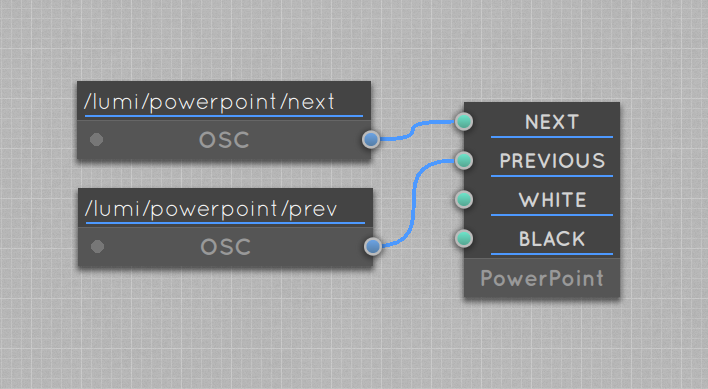 /lumi/powerpoint/next
OSC
/lumi/powerpoint/prev
OSC
NEXT
PREVIOUS
WHITE
BLACK
PowerPoint